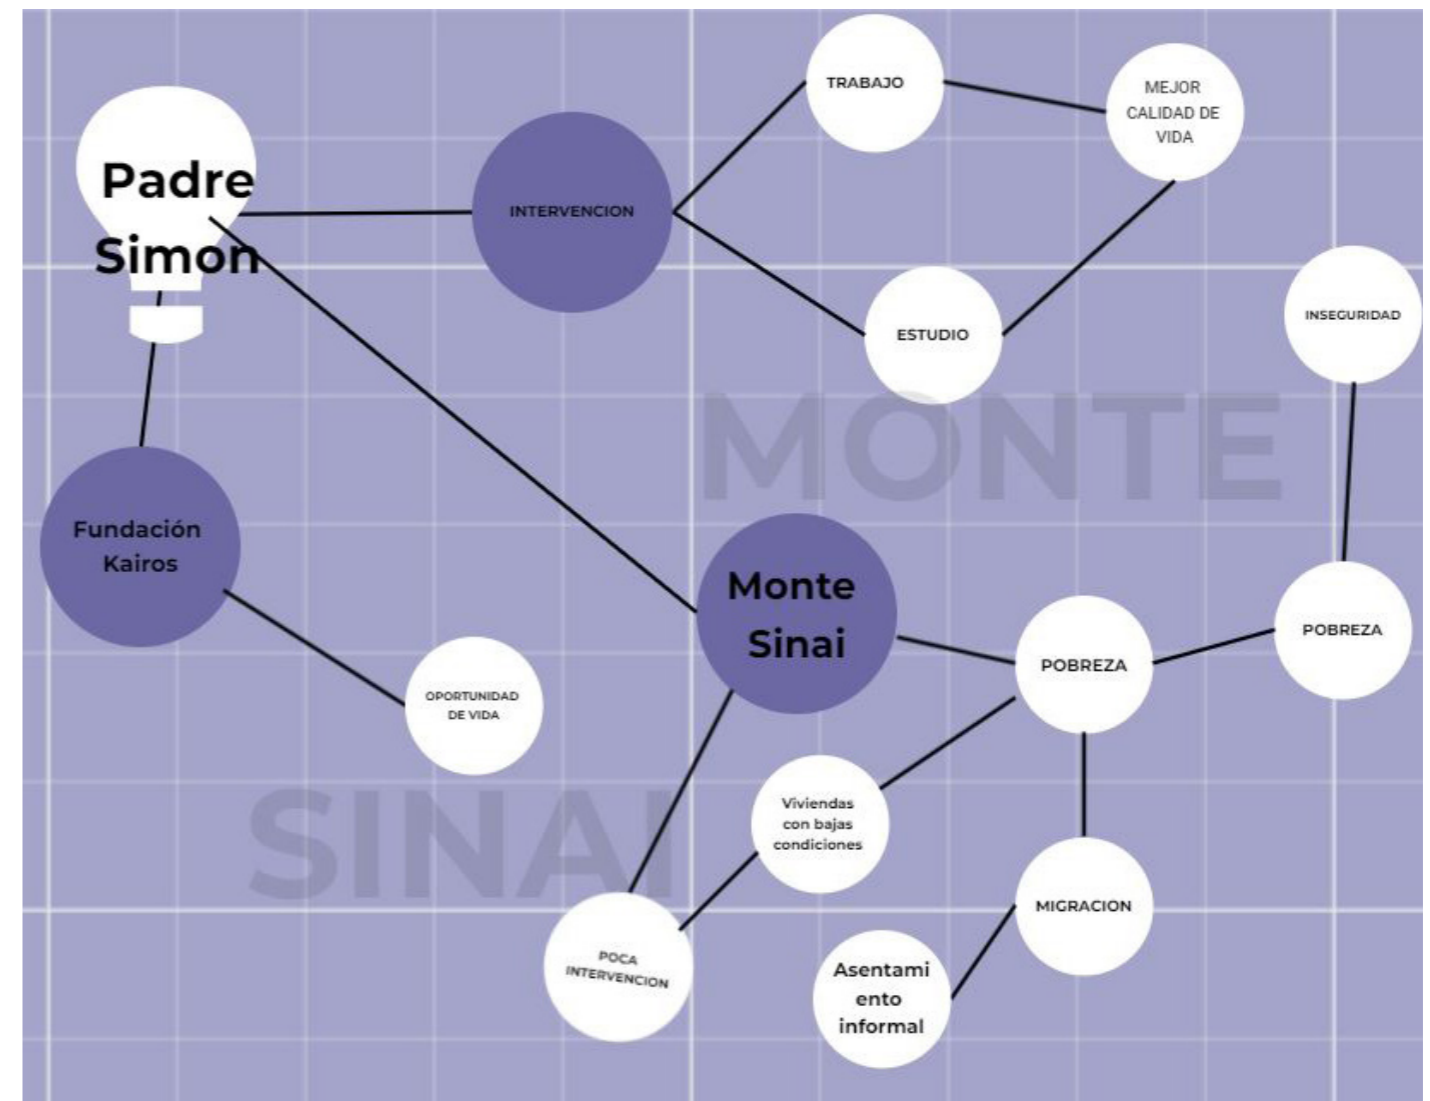 Padre
Simon
INTERVENCION
TRABAJO
MEJOR
CALIDAD DE
VIDA
ESTUDIO
INSEGURIDAD
MONTE
Fundación
Kairos
Monte
Sinai
POBREZA
POBREZA
OPORTUNIDAD
DE VIDA
SINAI
Viviendas
con bajas
condiciones
MIGRACION
POCA
INTERVENCION
Asentami
ento
informal